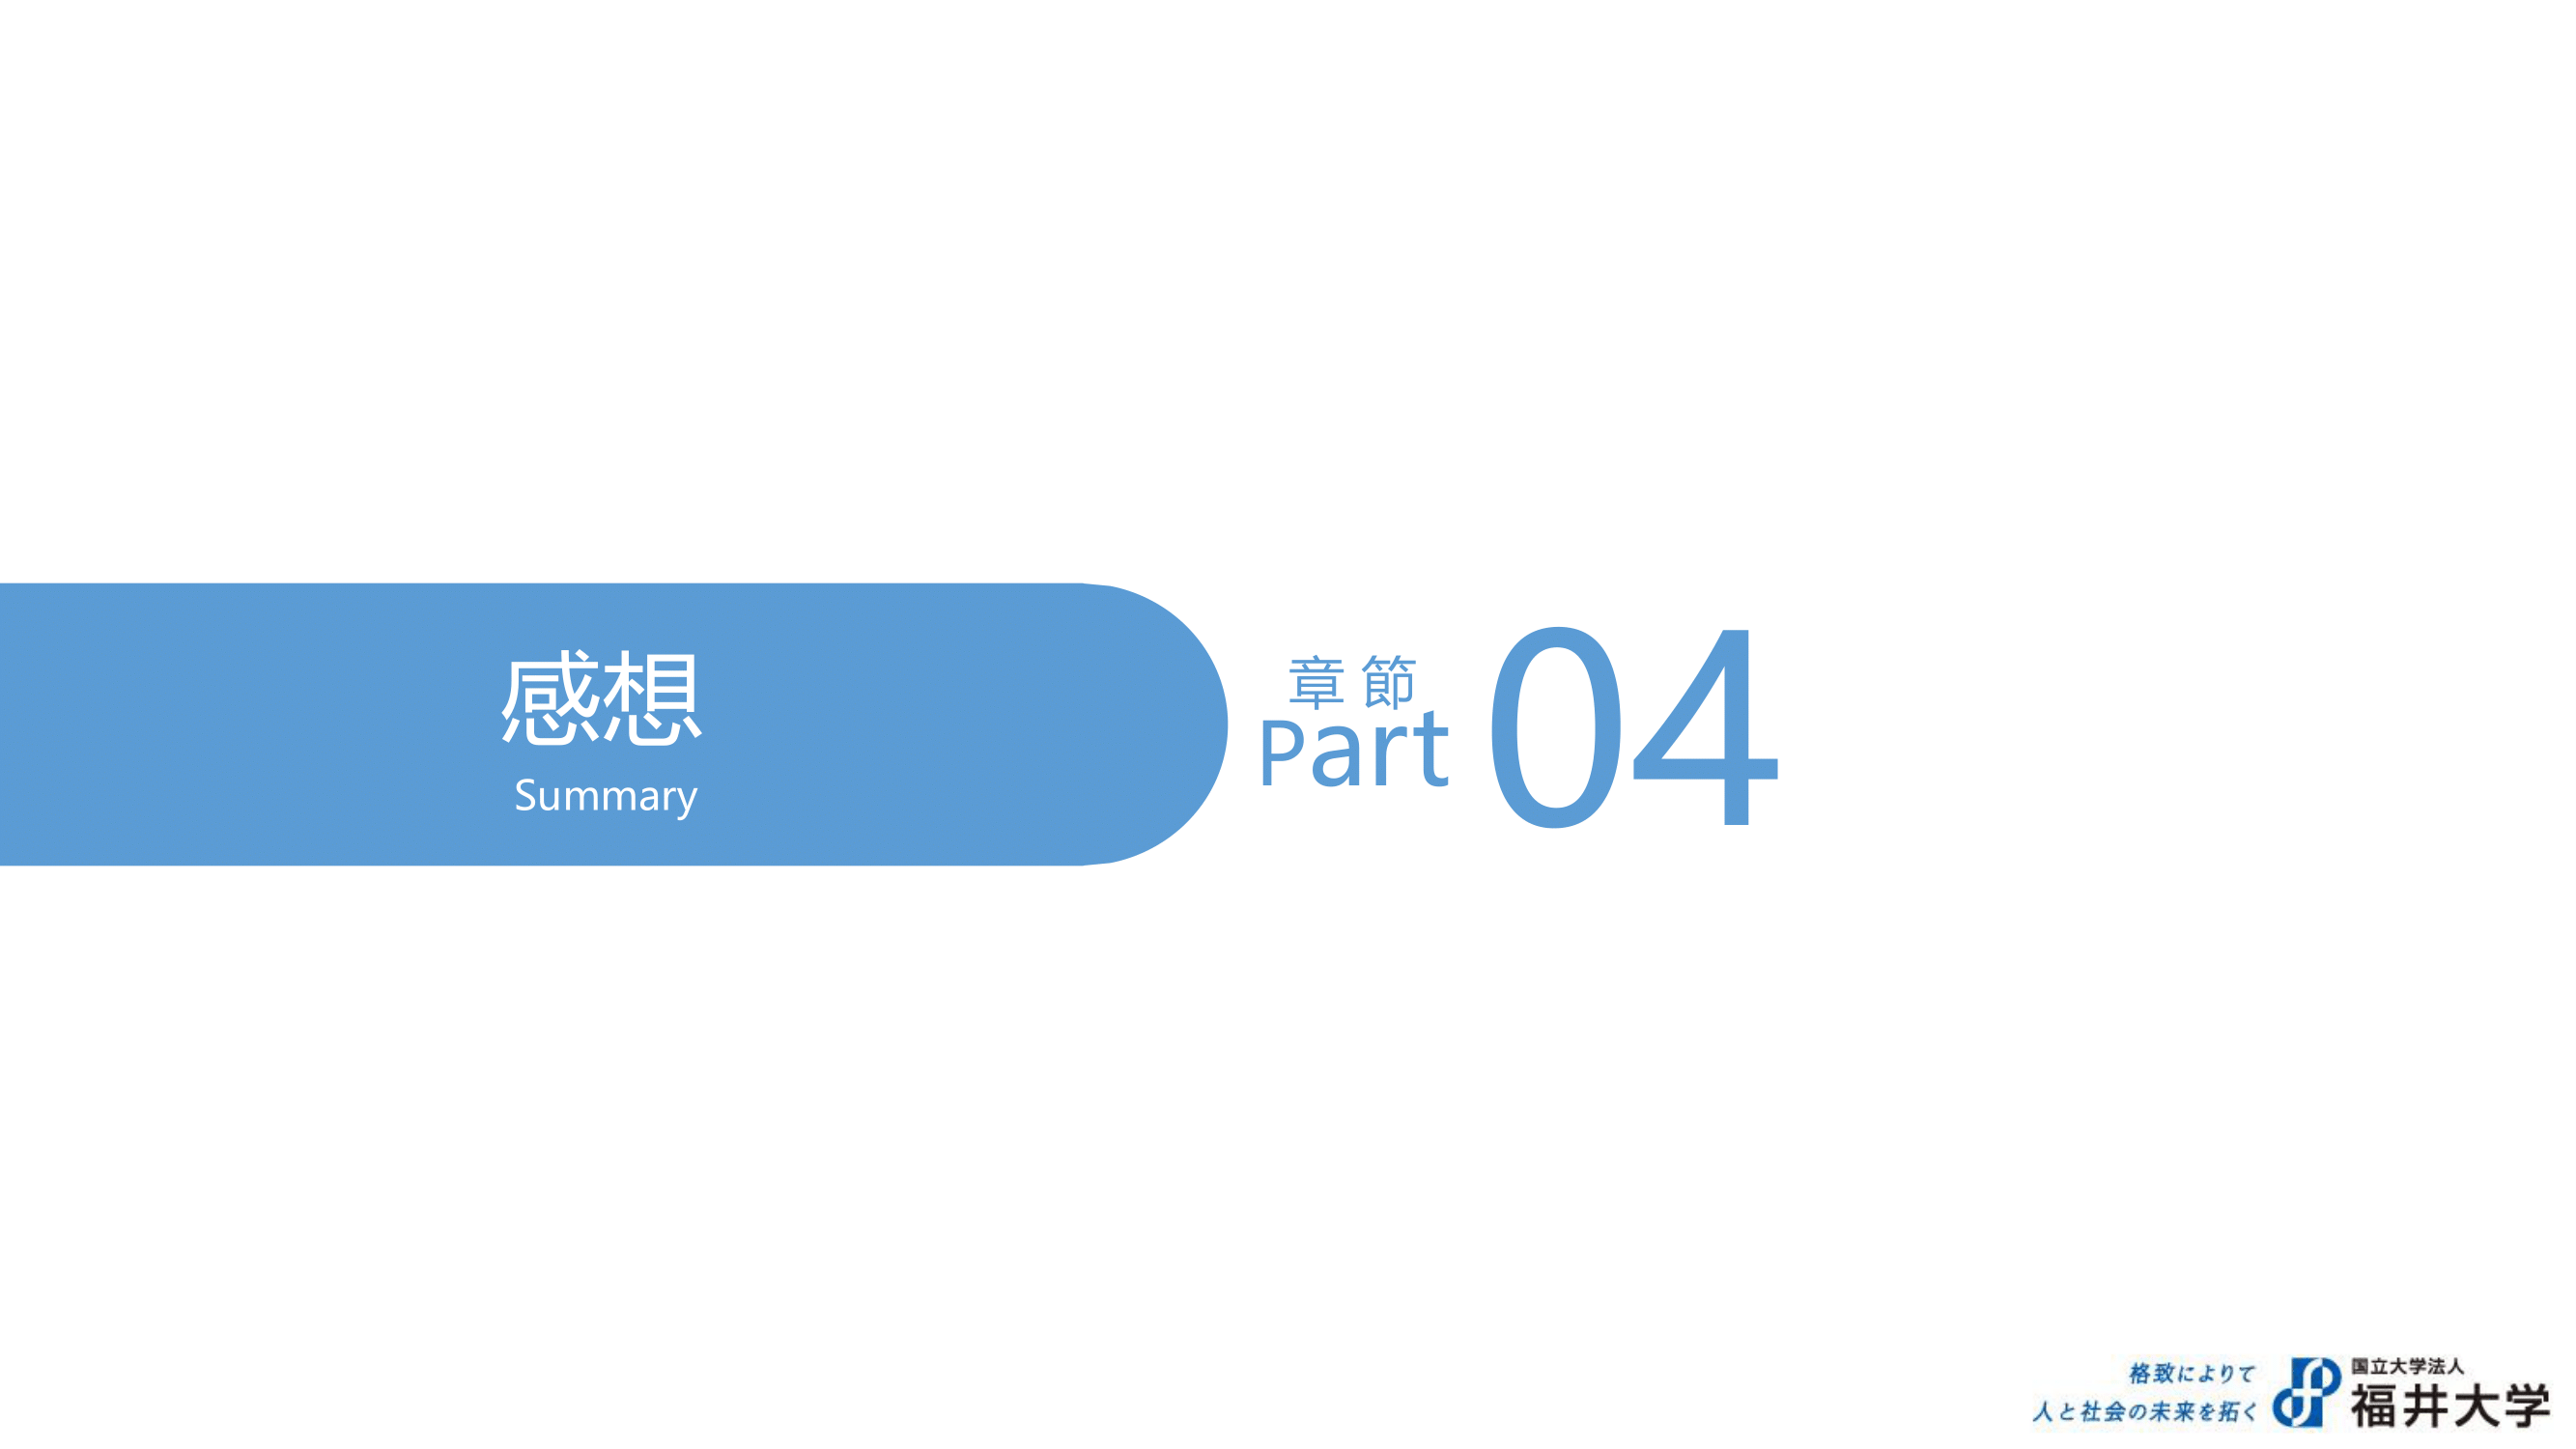 感想
Summary
章節
Part
04
格致によりて
人と社会の未来を拓く
国立大学法人
福井大学